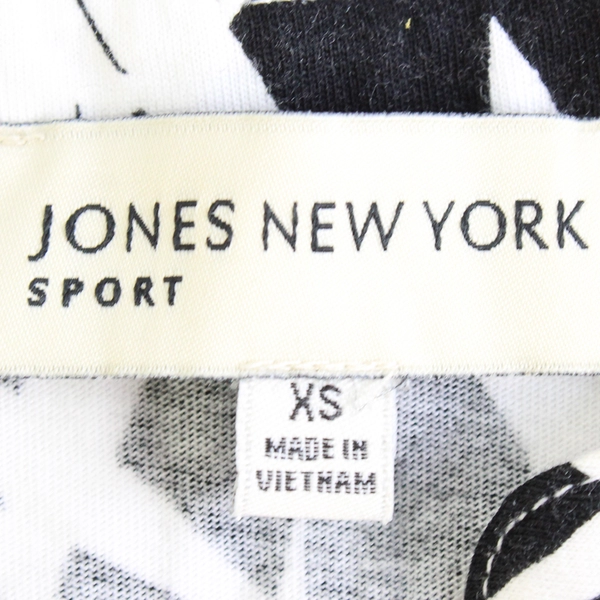 JONES NEW YORK
SPORT
XS
MADE IN
VIETNAM